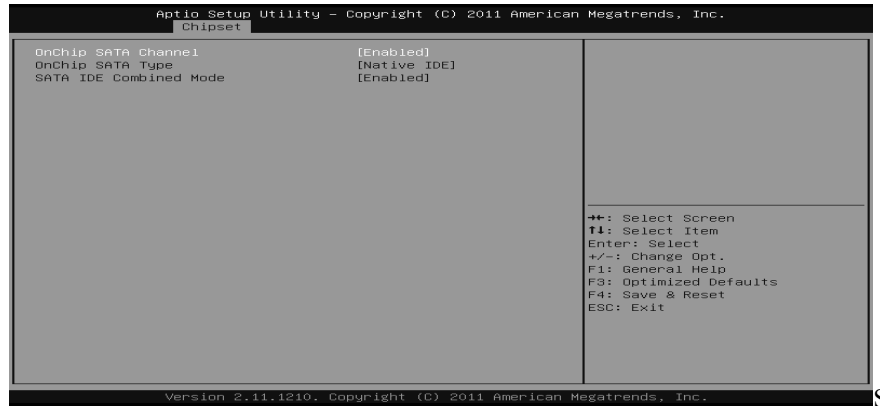 Aptio Setup Utility – Copyright (C) 2011 American Megatrends, Inc.
Chipset
OnChip SATA Channel [Enabled]
OnChip SATA Type [Native IDE]
SATA IDE Combined Mode [Enabled]
→←: Select Screen
↑↓: Select Item
Enter: Select
+/-: Change Opt.
F1: General Help
F3: Optimized Defaults
F4: Save & Reset
ESC: Exit
Version 2.11.1210. Copyright (C) 2011 American Megatrends, Inc.